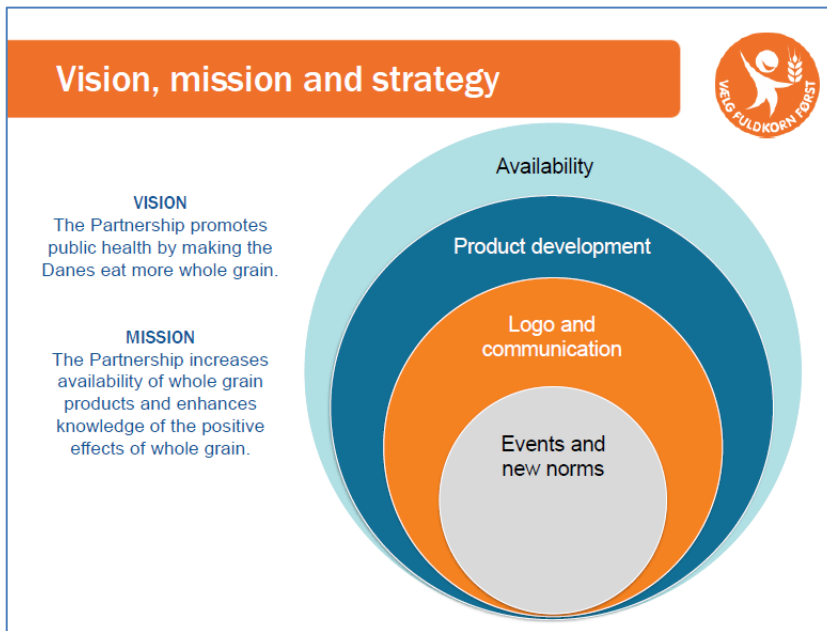 Vision, mission and strategy
VÆLG FULDKORN FØRST
VISION
The Partnership promotes
public health by making the
Danes eat more whole grain.
MISSION
The Partnership increases
availability of whole grain
products and enhances
knowledge of the positive
effects of whole grain.
Availability
Product development
Logo and
communication
Events and
new norms